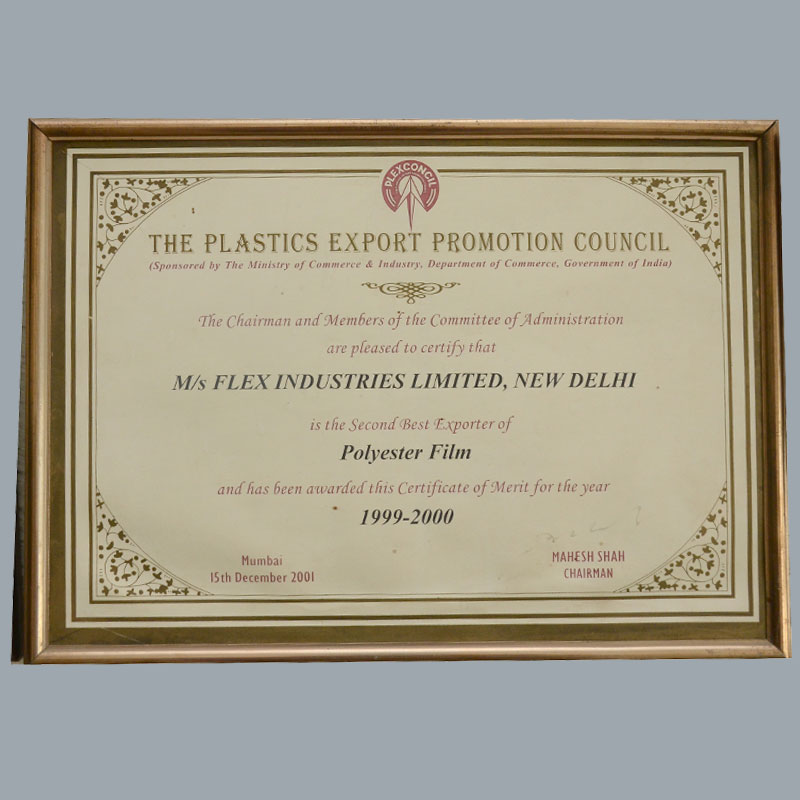 PLEXCONCIL
THE PLASTICS EXPORT PROMOTION COUNCIL
(Sponsored by The Ministry of Commerce & Industry, Department of Commerce, Government of India)
The Chairman and Members of the Committee of Administration
are pleased to certify that
M/s FLEX INDUSTRIES LIMITED, NEW DELHI
is the Second Best Exporter of
Polyester Film
and has been awarded this Certificate of Merit for the year
1999-2000
Mumbai
15th December 2001
MAHESH SHAH
CHAIRMAN